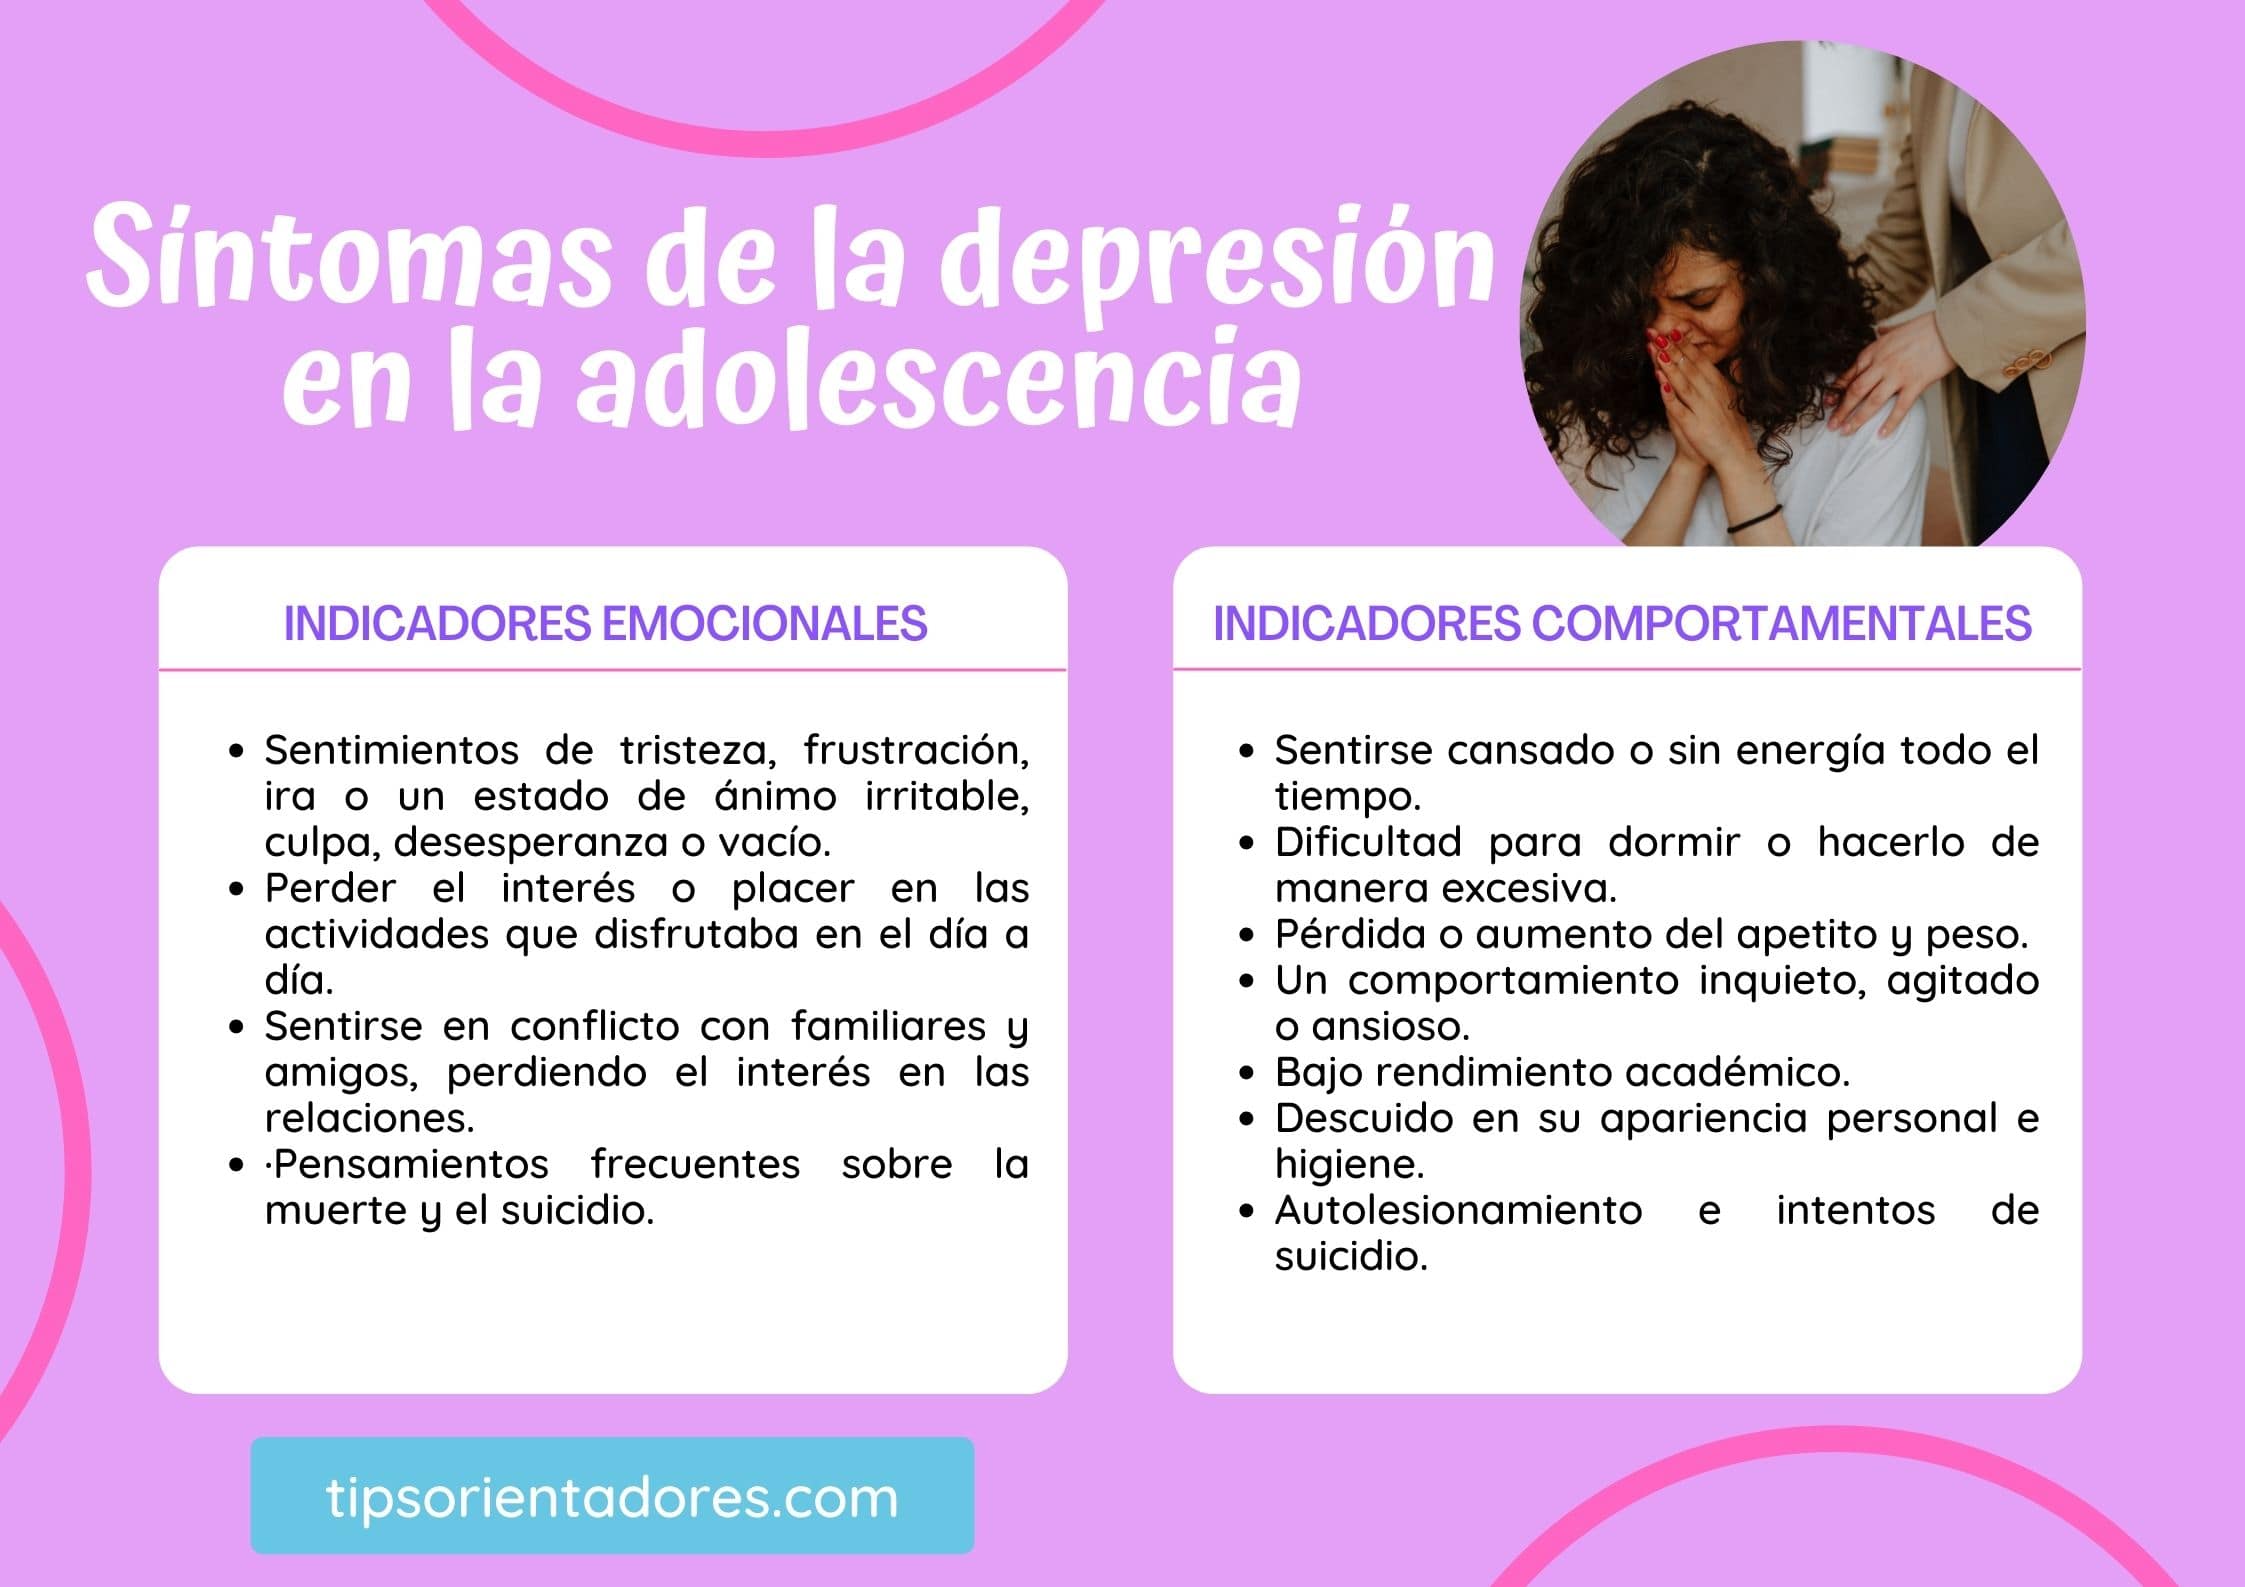 Síntomas de la depresión
en la adolescencia
INDICADORES EMOCIONALES
• Sentimientos de tristeza, frustración,
ira o un estado de ánimo irritable,
culpa, desesperanza o vacío.
• Perder el interés o placer en las
actividades que disfrutaba en el día a
día.
• Sentirse en conflicto con familiares y
amigos, perdiendo el interés en las
relaciones.
• ·Pensamientos frecuentes sobre la
muerte y el suicidio.
INDICADORES COMPORTAMENTALES
• Sentirse cansado o sin energía todo el
tiempo.
• Dificultad para dormir o hacerlo de
manera excesiva.
• Pérdida o aumento del apetito y peso.
• Un comportamiento inquieto, agitado
o ansioso.
• Bajo rendimiento académico.
• Descuido en su apariencia personal e
higiene.
• Autolesionamiento e intentos de
suicidio.
tipsorientadores.com